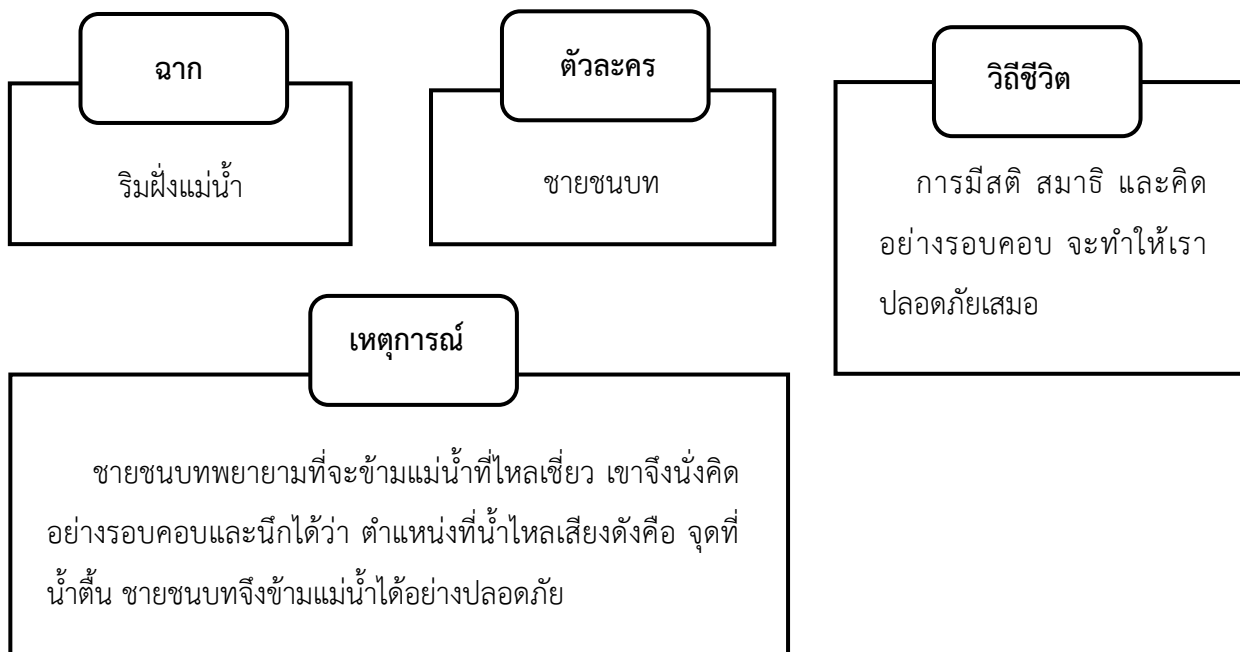 ฉาก
ริมฝั่งแม่น้ำ
ตัวละคร
ชายชนบท
วิถีชีวิต
การมีสติ สมาธิ และคิด
อย่างรอบคอบ จะทำให้เรา
ปลอดภัยเสมอ
เหตุการณ์
ชายชนบทพยายามที่จะข้ามแม่น้ำที่ไหลเชี่ยว เขาจึงนั่งคิด
อย่างรอบคอบและนึกได้ว่า ตำแหน่งที่น้ำไหลเสียงดังคือ จุดที่
น้ำตื้น ชายชนบทจึงข้ามแม่น้ำได้อย่างปลอดภัย